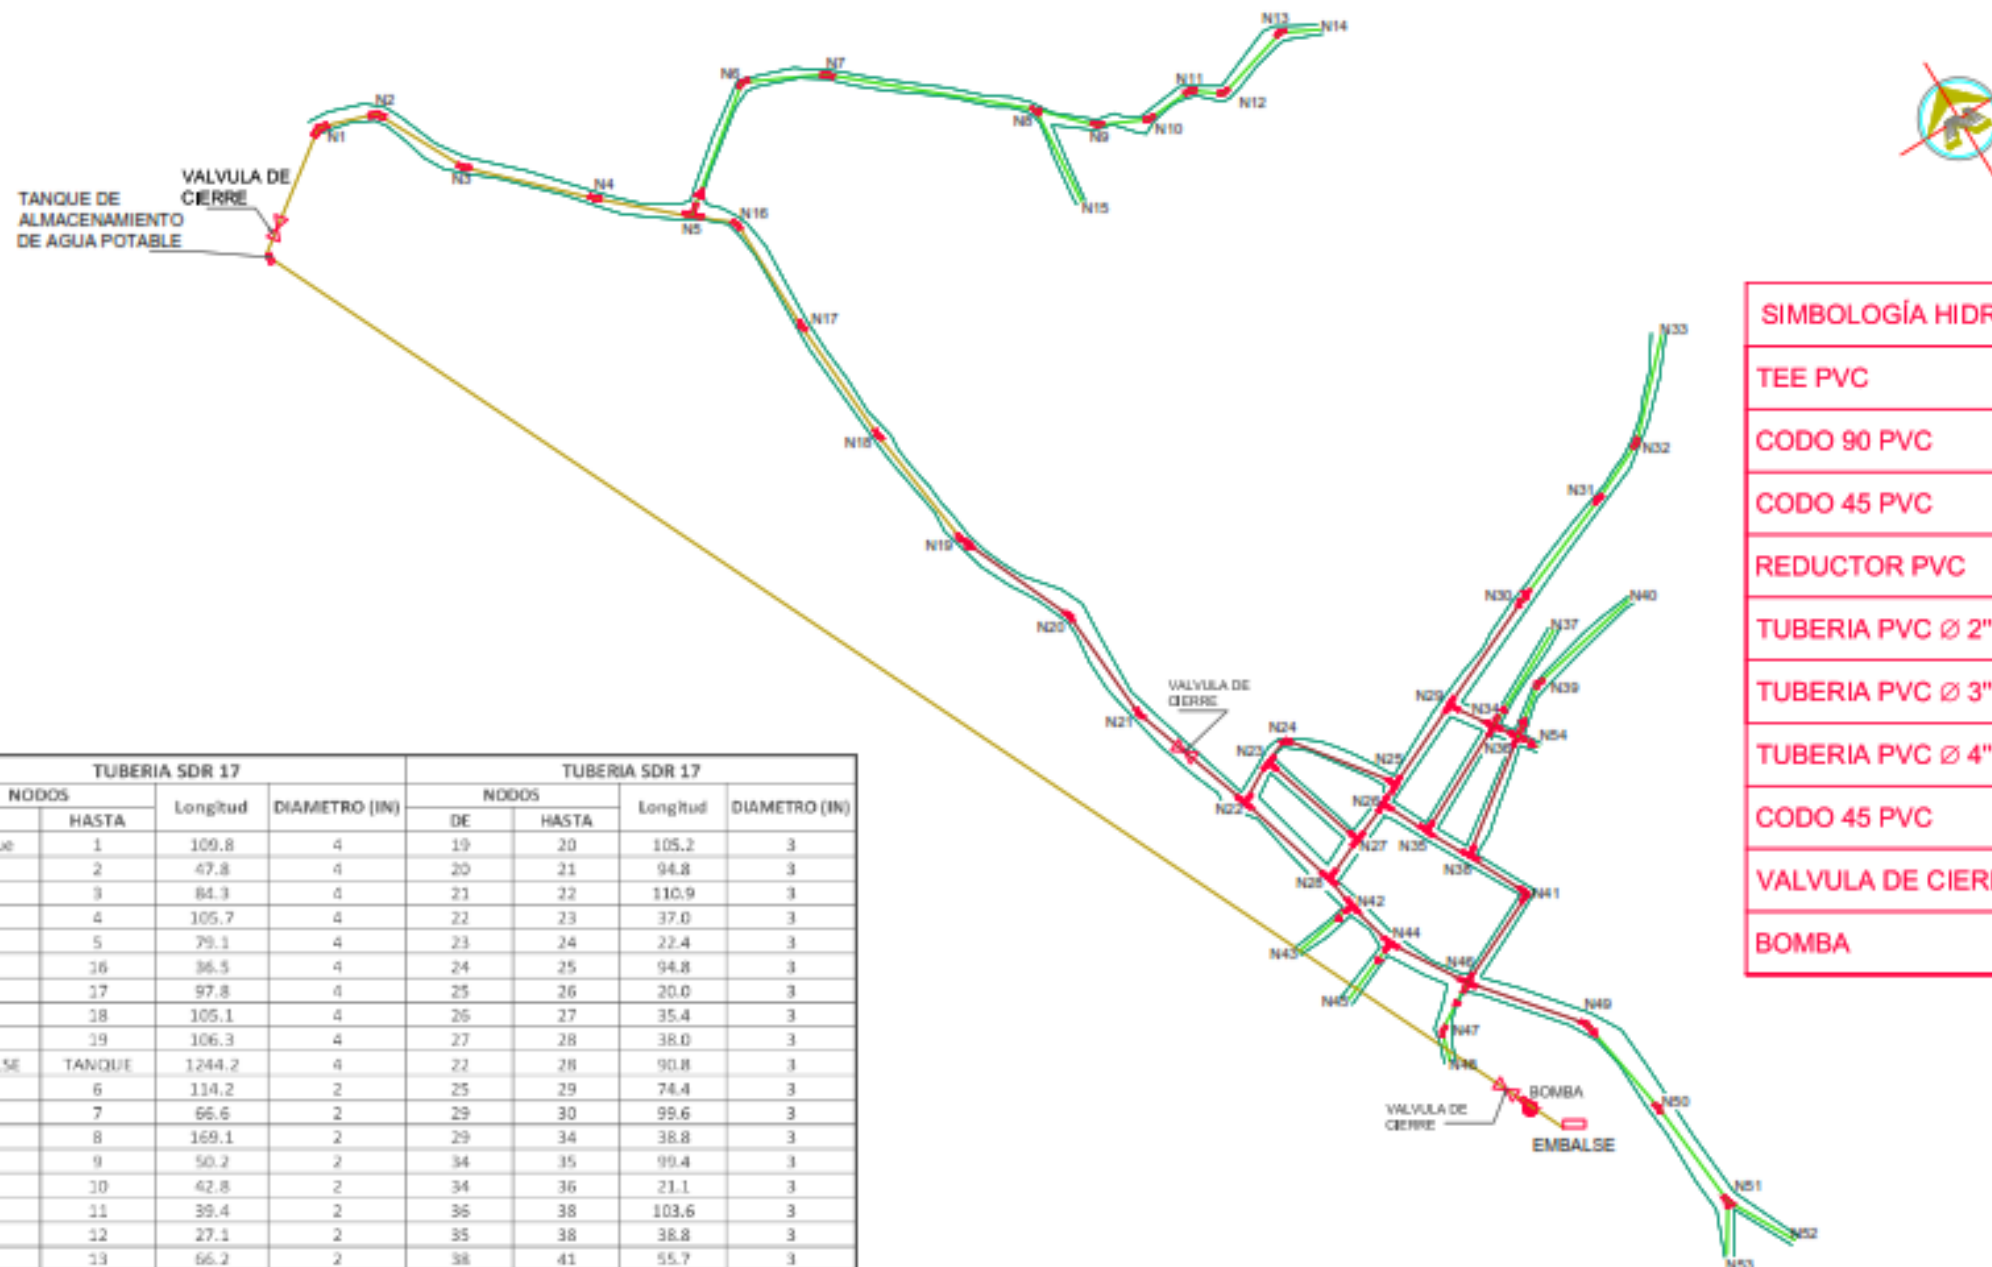 N13
N14
N6
N7
N11
N12
N2
N1
N8
N9
N10
VALVULA DE
CIERRE
N3
N4
TANQUE DE
ALMACENAMIENTO
DE AGUA POTABLE
N5
N16
N15
N17
N18
N19
N20
N21
VALVULA DE
CIERRE
N33
N32
N31
N30
N37
N40
N39
N29
N34
N54
N24
N23
N25
N22
N26
N27
N35
N28
N38
N41
N42
N44
N43
N45
N46
N49
N47
N50
BOMBA
VALVULA DE
CIERRE
EMBALSE
N51
N52
N53
SIMBOLOGÍA HIDR
TEE PVC
CODO 90 PVC
CODO 45 PVC
REDUCTOR PVC
TUBERIA PVC Ø 2"
TUBERIA PVC Ø 3"
TUBERIA PVC Ø 4"
CODO 45 PVC
VALVULA DE CIER
BOMBA
TUBERIA SDR 17 TUBERIA SDR 17
NODOS Longitud DIAMETRO (IN) NODOS Longitud DIAMETRO (IN)
HASTA DE HASTA
1 109.8 4 19 20 105.2 3
2 47.8 4 20 21 94.8 3
3 84.3 4 21 22 110.9 3
4 105.7 4 22 23 37.0 3
5 79.1 4 23 24 22.4 3
16 36.5 4 24 25 94.8 3
17 97.8 4 25 26 20.0 3
18 105.1 4 26 27 35.4 3
19 106.3 4 27 28 38.0 3
SE TANQUE 1244.2 4 22 28 90.8 3
6 114.2 2 25 29 74.4 3
7 66.6 2 29 30 99.6 3
8 169.1 2 29 34 38.8 3
9 50.2 2 34 35 99.4 3
10 42.8 2 34 36 21.1 3
11 39.4 2 36 38 103.6 3
12 27.1 2 35 38 38.8 3
13 66.2 2 38 41 55.7 3